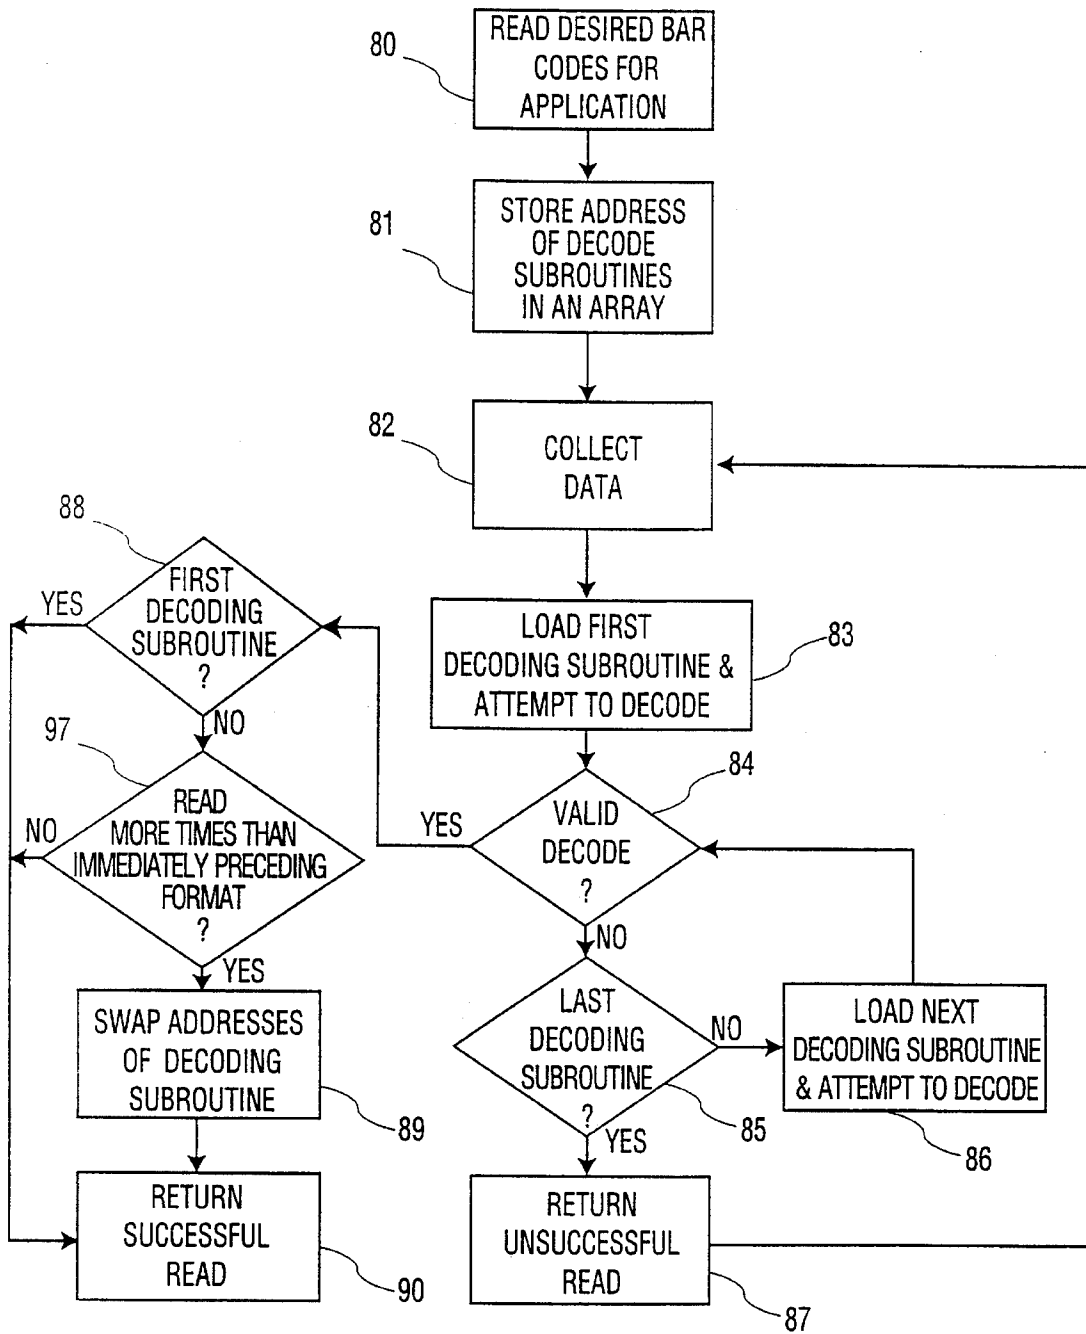 80
READ DESIRED BAR
CODES FOR
APPLICATION
81
STORE ADDRESS
OF DECODE
SUBROUTINES
IN AN ARRAY
82
COLLECT
DATA
88
FIRST
DECODING
SUBROUTINE
?
YES
NO
LOAD FIRST
DECODING SUBROUTINE &
ATTEMPT TO DECODE
83
97
READ
MORE TIMES THAN
IMMEDIATELY PRECEDING
FORMAT
?
NO
YES
VALID
DECODE
?
84
YES
NO
LAST
DECODING
SUBROUTINE
?
85
NO
YES
LOAD NEXT
DECODING SUBROUTINE
& ATTEMPT TO DECODE
86
SWAP ADDRESSES
OF DECODING
SUBROUTINE
89
RETURN
SUCCESSFUL
READ
90
RETURN
UNSUCCESSFUL
READ
87